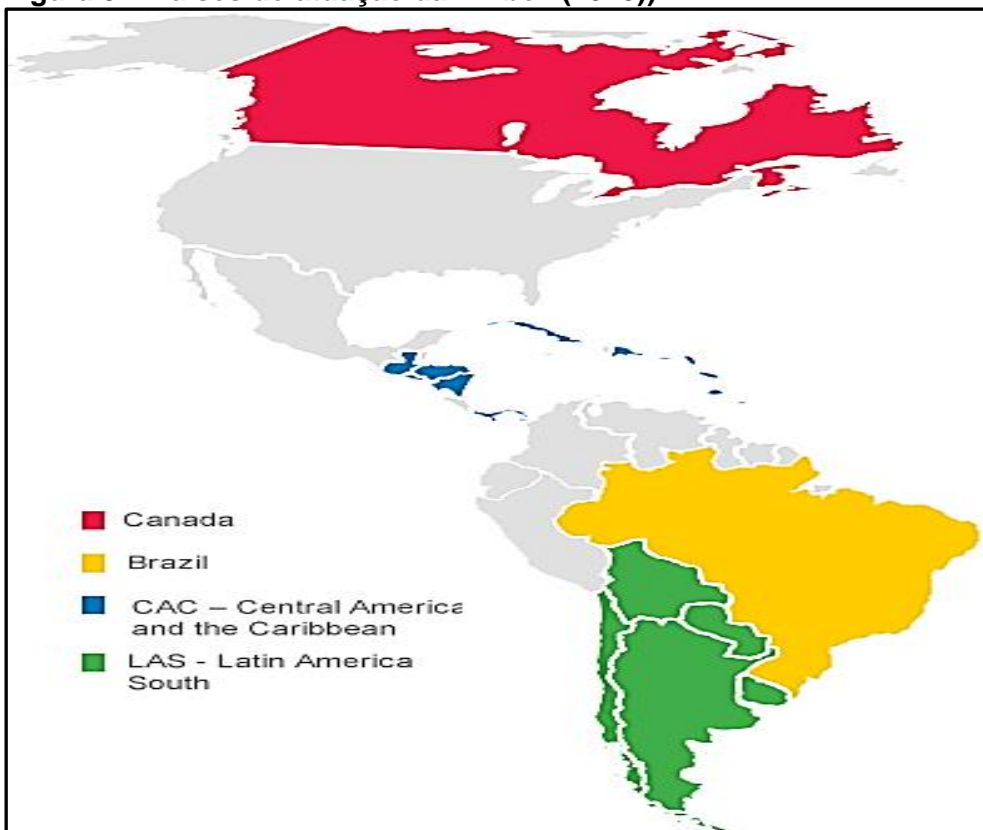 Canada
Brazil
CAC – Central America
and the Caribbean
LAS - Latin America
South